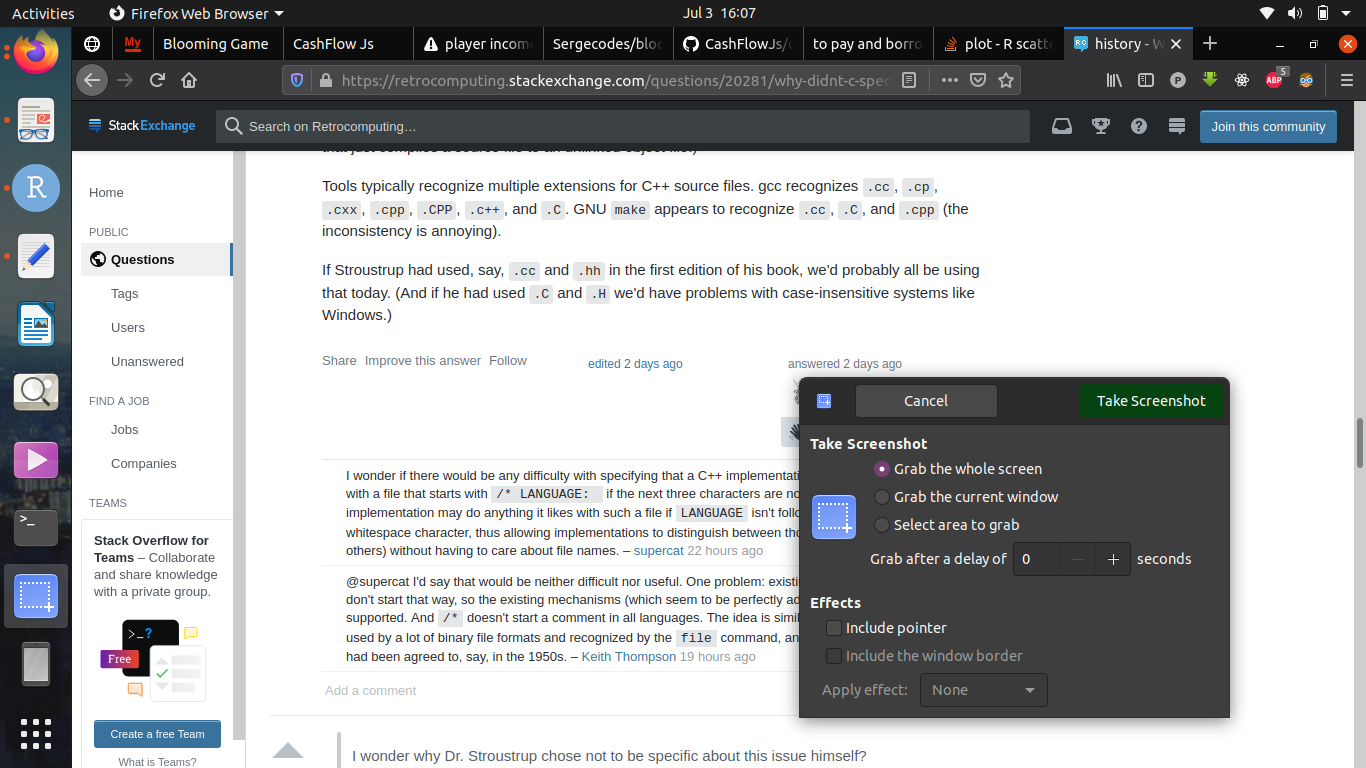 Activities
Firefox Web Browser
Jul 3 16:07
My
Blooming Game
CashFlow Js
player incom
Sergecodes/blo
CashFlowJs/
to pay and borro
plot - R scatte
history - W
https://retrocomputing.stackexchange.com/questions/20281/why-didnt-c-spec
P
ABP
5
StackExchange
Search on Retrocomputing…
Join this community
Home
PUBLIC
Questions
Tags
Users
Unanswered
FIND A JOB
Jobs
Companies
TEAMS
Stack Overflow for
Teams – Collaborate
and share knowledge
with a private group.
>_?
Free
Create a free Team
What is Teams?
R
>_
that just compiles a source file to an unlinked object file.)
Tools typically recognize multiple extensions for C++ source files. gcc recognizes .cc, .cp,
.cxx, .cpp, .CPP, .c++, and .C. GNU make appears to recognize .cc, .C, and .cpp (the
inconsistency is annoying).
If Stroustrup had used, say, .cc and .hh in the first edition of his book, we'd probably all be using
that today. (And if he had used .C and .H we'd have problems with case-insensitive systems like
Windows.)
Share Improve this answer Follow
edited 2 days ago
answered 2 days ago
I wonder if there would be any difficulty with specifying that a C++ implementati
with a file that starts with /* LANGUAGE: if the next three characters are no
implementation may do anything it likes with such a file if LANGUAGE isn't follo
whitespace character, thus allowing implementations to distinguish between tho
others) without having to care about file names. – supercat 22 hours ago
@supercat I'd say that would be neither difficult nor useful. One problem: existi
don't start that way, so the existing mechanisms (which seem to be perfectly ad
supported. And /* doesn't start a comment in all languages. The idea is simil
used by a lot of binary file formats and recognized by the file command, an
had been agreed to, say, in the 1950s. – Keith Thompson 19 hours ago
Add a comment
I wonder why Dr. Stroustrup chose not to be specific about this issue himself?
Cancel
Take Screenshot
Take Screenshot
Grab the whole screen
Grab the current window
Select area to grab
Grab after a delay of 0 − + seconds
Effects
Include pointer
Include the window border
Apply effect: None